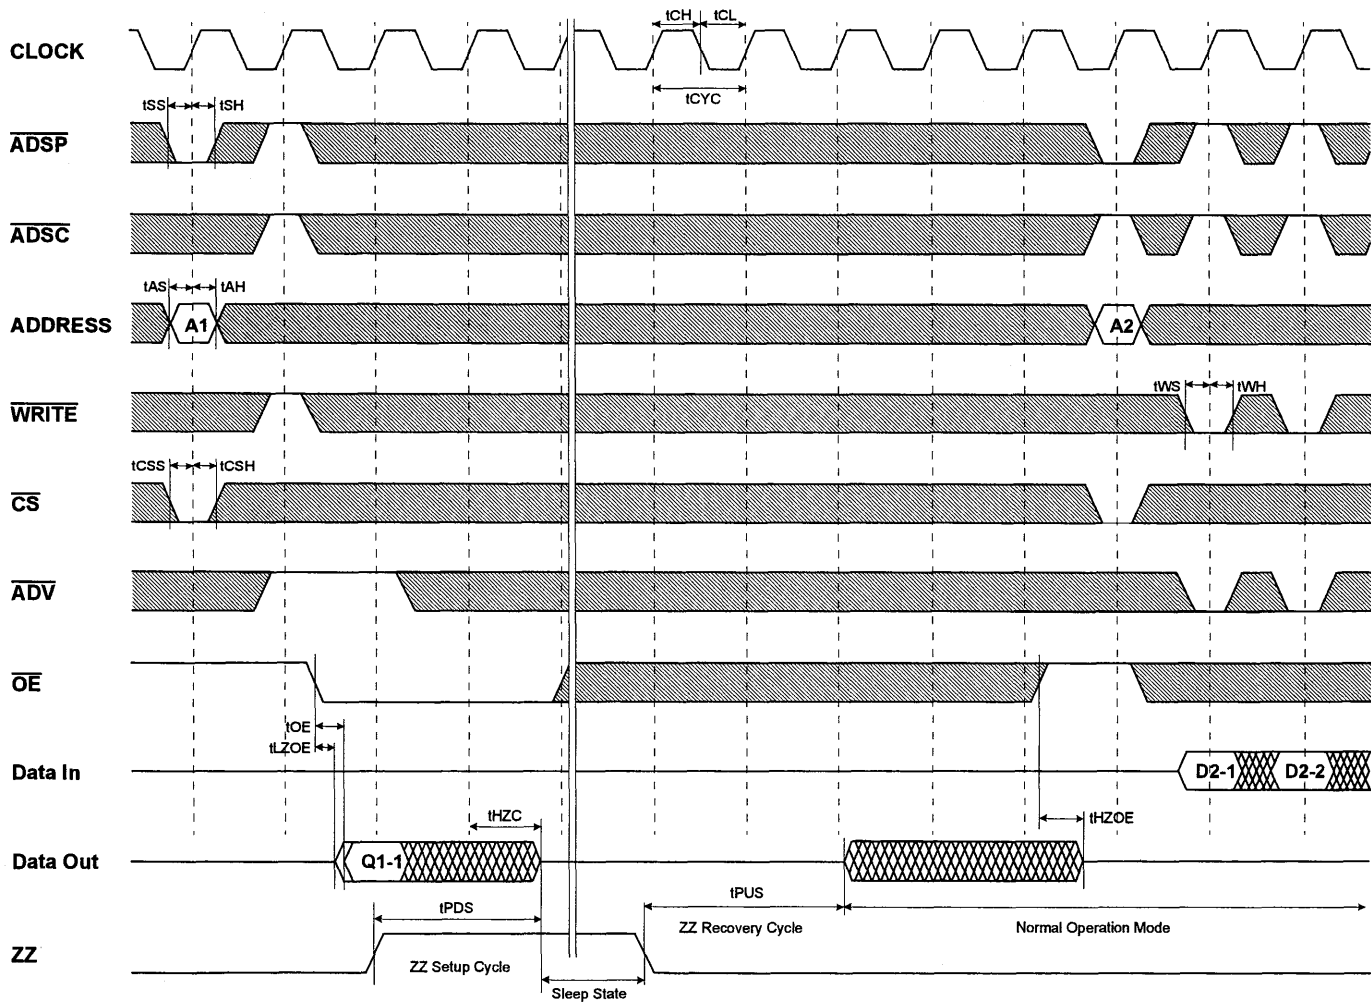 tCH tCL
CLOCK
tCYC
tSS tSH
ADSP
ADSC
tAS tAH
ADDRESS A1 A2
tWS tWH
WRITE
tCSS tCSH
CS
ADV
OE
tOE
tLZOE
Data In D2-1 D2-2
tHZC tHZOE
Data Out Q1-1
tPDS tPUS
ZZ Recovery Cycle Normal Operation Mode
ZZ ZZ Setup Cycle
Sleep State